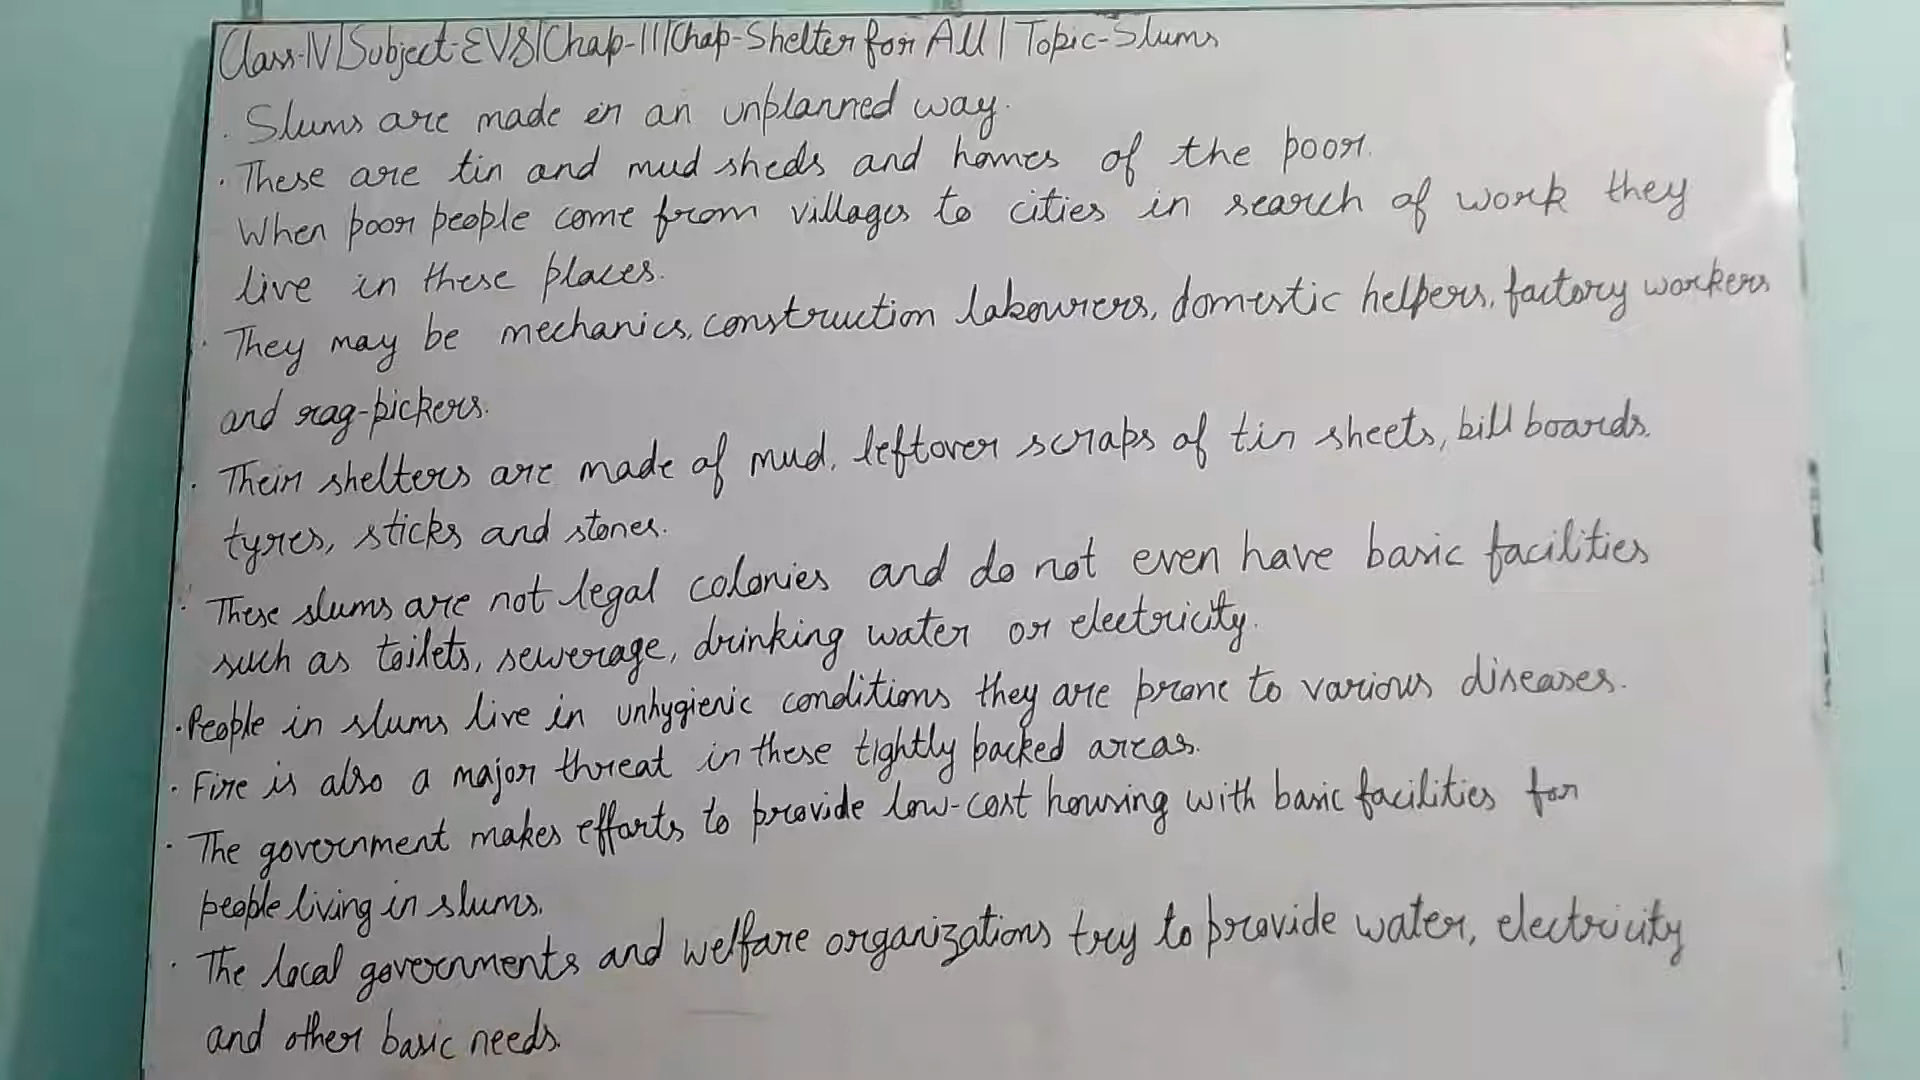 Class-IV|Subject-EVS|Chap-11|Chap-Shelter for All | Topic-Slums
· Slums are made in an unplanned way.
· These are tin and mud sheds and homes of the poor.
When poor people come from villages to cities in search of work they
live in these places.
· They may be mechanics, construction labourers, domestic helpers, factory workers
and rag-pickers.
· Their shelters are made of mud, leftover scraps of tin sheets, bill boards,
tyres, sticks and stones.
· These slums are not legal colonies and do not even have basic facilities
such as toilets, sewerage, drinking water or electricity.
· People in slums live in unhygienic conditions they are prone to various diseases.
· Fire is also a major threat in these tightly packed areas.
· The government makes efforts to provide low-cost housing with basic facilities for
people living in slums.
· The local governments and welfare organizations try to provide water, electricity
and other basic needs.